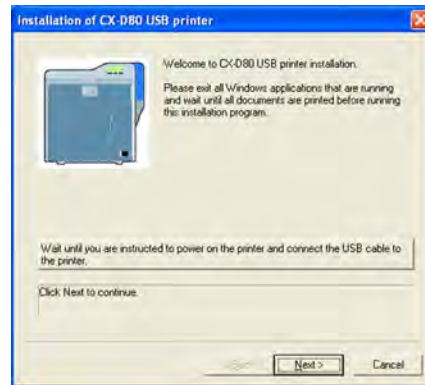 Installation of CX-D80 USB printer
Welcome to CX-D80 USB printer installation.
Please exit all Windows applications that are running
and wait until all documents are printed before running
this installation program.
Wait until you are instructed to power on the printer and connect the USB cable to
the printer.
Click Next to continue.
Next >
Cancel